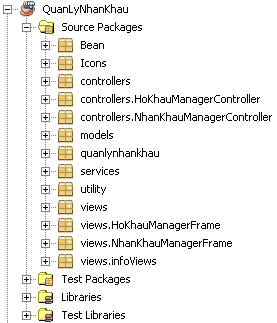 QuanLyNhanKhau
Source Packages
Bean
Icons
controllers
controllers.HoKhauManagerController
controllers.NhanKhauManagerController
models
quanlynhankhau
services
utility
views
views.HoKhauManagerFrame
views.NhanKhauManagerFrame
views.infoViews
Test Packages
Libraries
Test Libraries